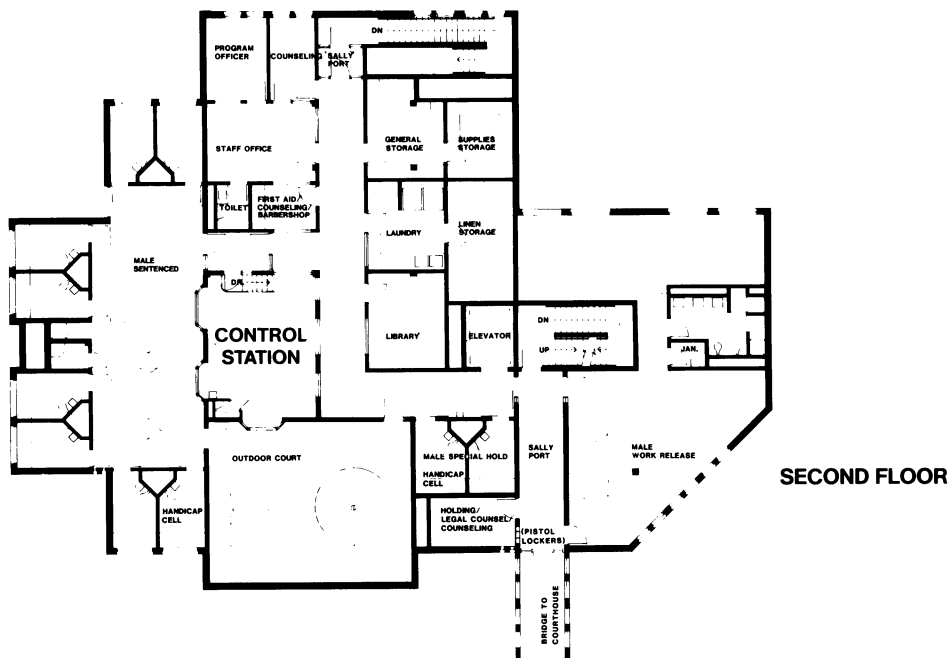 DN
PROGRAM
OFFICER
COUNSELING
SALLY
PORT
STAFF OFFICE
GENERAL
STORAGE
SUPPLIES
STORAGE
TOILET
FIRST AID/
COUNSELING/
BARBERSHOP
LAUNDRY
LINEN
STORAGE
MALE
SENTENCED
DN
CONTROL
STATION
LIBRARY
ELEVATOR
DN
UP
JAN.
OUTDOOR COURT
MALE SPECIAL HOLD
HANDICAP
CELL
SALLY
PORT
MALE
WORK RELEASE
SECOND FLOOR
HANDICAP
CELL
HOLDING/
LEGAL COUNSEL/
COUNSELING
(PISTOL
LOCKERS)
BRIDGE TO
COURTHOUSE